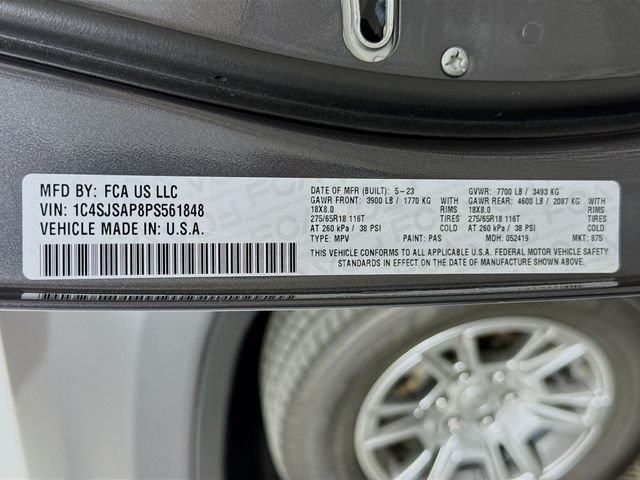 MFD BY: FCA US LLC
VIN: 1C4SJSAP8PS561848
VEHICLE MADE IN: U.S.A.
DATE OF MFR (BUILT): 5-23 GVWR: 7700 LB / 3493 KG
GAWR FRONT: 3900 LB / 1770 KG GAWR REAR: 4600 LB / 2087 KG
18X8.0 RIMS 18X8.0 RIMS
275/65R18 116T TIRES 275/65R18 116T TIRES
AT 260 kPa / 38 PSI COLD AT 260 kPa / 38 PSI COLD
TYPE: MPV PAINT: PAS MDH: 052419 MKT: 875
THIS VEHICLE CONFORMS TO ALL APPLICABLE U.S.A. FEDERAL MOTOR VEHICLE SAFETY
STANDARDS IN EFFECT ON THE DATE OF MANUFACTURE SHOWN ABOVE.